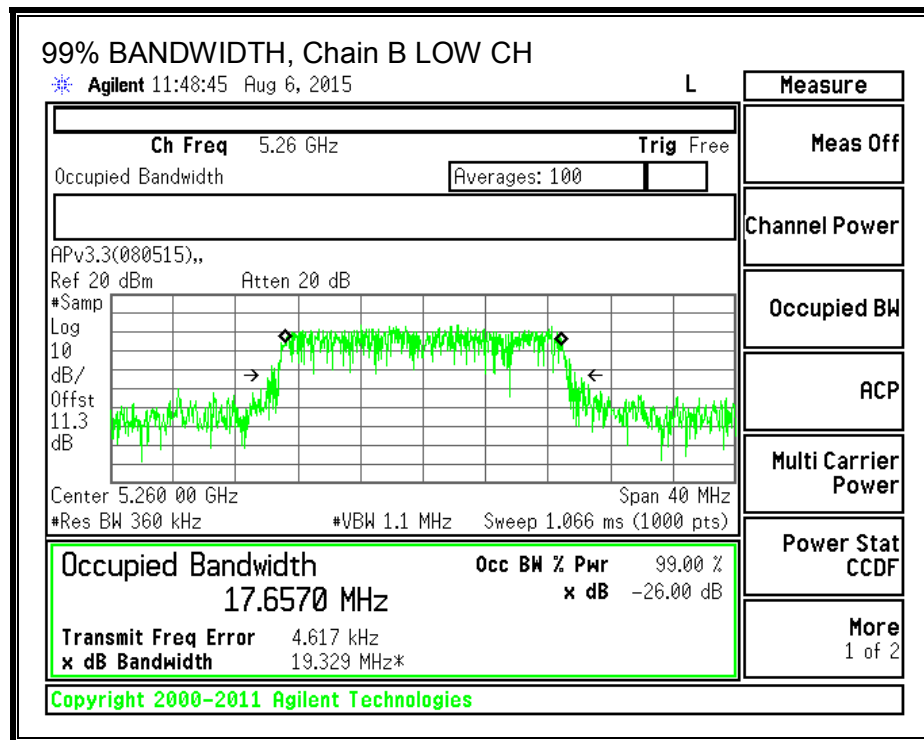 99% BANDWIDTH, Chain B LOW CH
Agilent 11:48:45 Aug 6, 2015 L
Measure
Ch Freq 5.26 GHz Trig Free
Occupied Bandwidth Averages: 100
APv3.3(080515),,
Ref 20 dBm Atten 20 dB
#Samp
Log
10
dB/
Offst
11.3
dB
Center 5.260 00 GHz Span 40 MHz
#Res BW 360 kHz #VBW 1.1 MHz Sweep 1.066 ms (1000 pts)
Occupied Bandwidth Occ BW % Pwr 99.00 %
17.6570 MHz x dB -26.00 dB
Transmit Freq Error 4.617 kHz
x dB Bandwidth 19.329 MHz*
Copyright 2000-2011 Agilent Technologies
Meas Off
Channel Power
Occupied BW
ACP
Multi Carrier
Power
Power Stat
CCDF
More
1 of 2